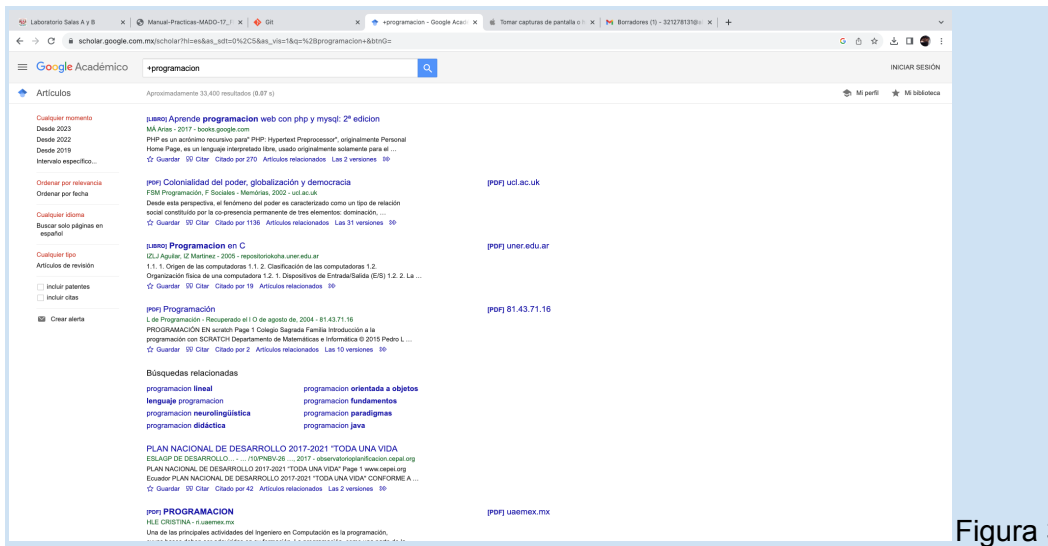 Laboratorio Salas A y B
Manual-Practicas-MADO-17_F
Git
+programacion - Google Acad
Tomar capturas de pantalla o
Borradores (1) - 321278131@
scholar.google.com.mx/scholar?hl=es&as_sdt=0%2C5&as_vis=1&q=%2Bprogramacion+&btnG=
Google Académico
+programacion
INICIAR SESIÓN
Artículos
Aproximadamente 33.400 resultados (0.07 s)
Mi perfil
Mi biblioteca
Cualquier momento
Desde 2023
Desde 2022
Desde 2019
Intervalo específico...
Ordenar por relevancia
Ordenar por fecha
Cualquier idioma
Buscar solo páginas en
español
Cualquier tipo
Artículos de revisión
incluir patentes
incluir citas
Crear alerta
[LIBRO] Aprende programacion web con php y mysql: 2ª edicion
MA Arias - 2017 - books.google.com
PHP es un acrónimo recursivo para" PHP: Hypertext Preprocessor", originalmente Personal
Home Page, es un lenguaje interpretado libre, usado originalmente solamente para el …
Guardar Citar Citado por 270 Artículos relacionados Las 2 versiones
[PDF] Colonialidad del poder, globalización y democracia
[PDF] ucl.ac.uk
FSM Programación, F Sociales - Memórias, 2002 - ucl.ac.uk
Desde esta perspectiva, el fenómeno del poder es caracterizado como un tipo de relación
social constituido por la co-presencia permanente de tres elementos: dominación, …
Guardar Citar Citado por 1136 Artículos relacionados Las 31 versiones
[LIBRO] Programacion en C
[PDF] uner.edu.ar
IZLJ Aguilar, IZ Martínez - 2005 - repositoriokoha.uner.edu.ar
1.1. 1. Origen de las computadoras 1.1. 2. Clasificación de las computadoras 1.2.
Organización física de una computadora 1.2. 1. Dispositivos de Entrada/Salida (E/S) 1.2. 2. La …
Guardar Citar Citado por 19 Artículos relacionados
[PDF] Programación
[PDF] 81.43.71.16
L de Programación - Recuperado el l O de agosto de, 2004 - 81.43.71.16
PROGRAMACIÓN EN scratch Page 1 Colegio Sagrada Familia Introducción a la
programación con SCRATCH Departamento de Matemáticas e Informática © 2015 Pedro L …
Guardar Citar Citado por 2 Artículos relacionados Las 10 versiones
Búsquedas relacionadas
programacion lineal
programacion orientada a objetos
lenguaje programacion
programacion fundamentos
programacion neurolingüística
programacion paradigmas
programacion didáctica
programacion java
PLAN NACIONAL DE DESARROLLO 2017-2021 "TODA UNA VIDA
ESLAGP DE DESARROLLO… - … /10/PNBV-26 …, 2017 - observatorioplanificacion.cepal.org
PLAN NACIONAL DE DESARROLLO 2017-2021 "TODA UNA VIDA" Page 1 www.cepei.org
Ecuador PLAN NACIONAL DE DESARROLLO 2017-2021 "TODA UNA VIDA" CONFORME A …
Guardar Citar Citado por 42 Artículos relacionados Las 2 versiones
[PDF] PROGRAMACION
[PDF] uaemex.mx
HLE CRISTINA - ri.uaemex.mx
Una de las principales actividades del Ingeniero en Computación es la programación,
Figura